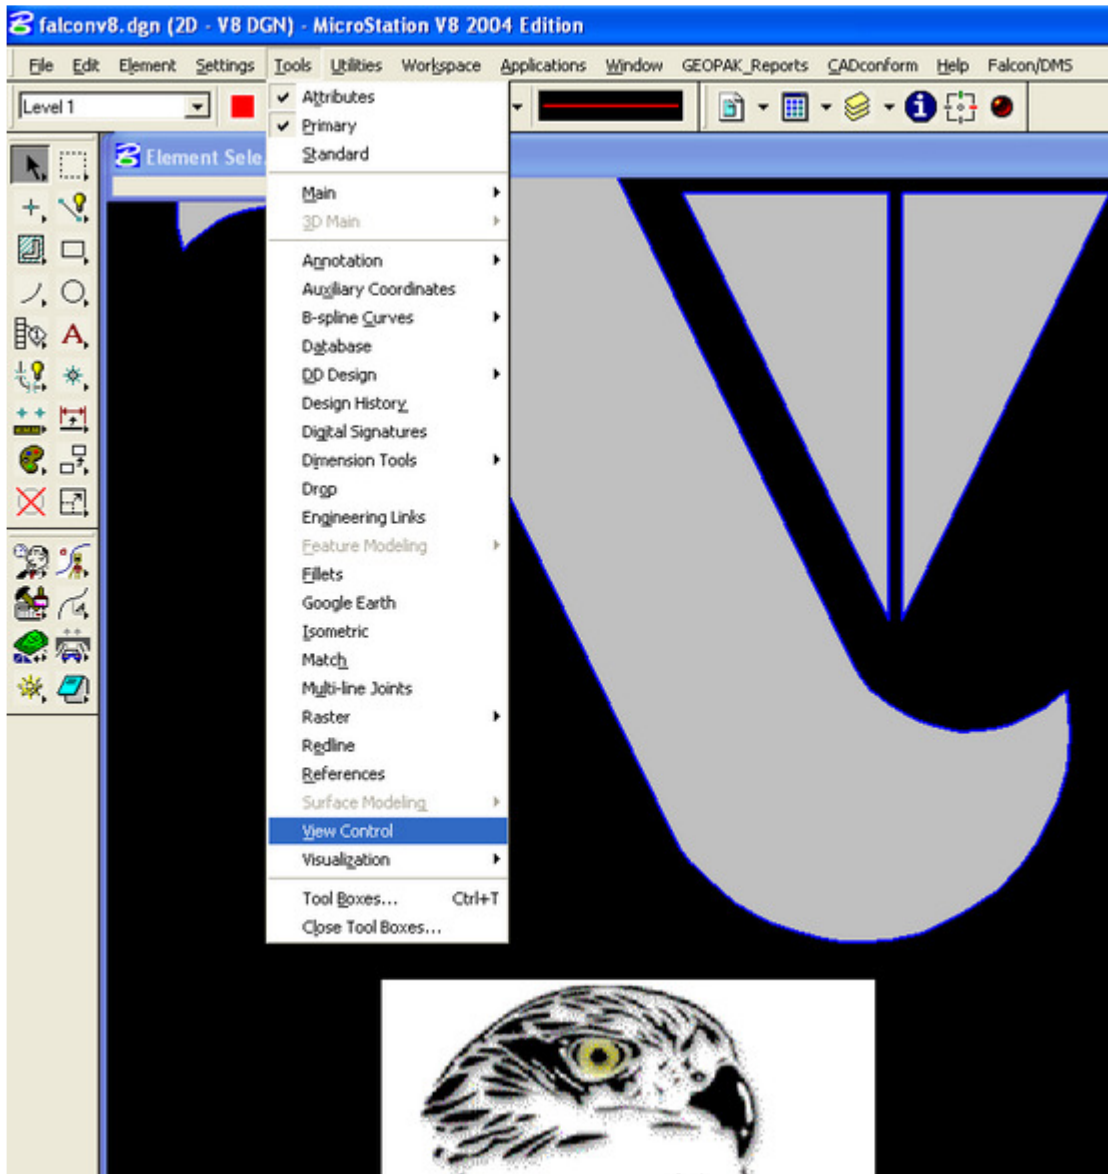 falconv8.dgn (2D - V8 DGN) - MicroStation V8 2004 Edition
File Edit Element Settings Tools Utilities Workspace Applications Window GEOPAK_Reports CADconform Help Falcon/DMS
Level 1
Element Sele
Attributes
Primary
Standard
Main
3D Main
Annotation
Auxiliary Coordinates
B-spline Curves
Database
DD Design
Design History
Digital Signatures
Dimension Tools
Drop
Engineering Links
Feature Modeling
Fillets
Google Earth
Isometric
Match
Multi-line Joints
Raster
Redline
References
Surface Modeling
View Control
Visualization
Tool Boxes... Ctrl+T
Close Tool Boxes...